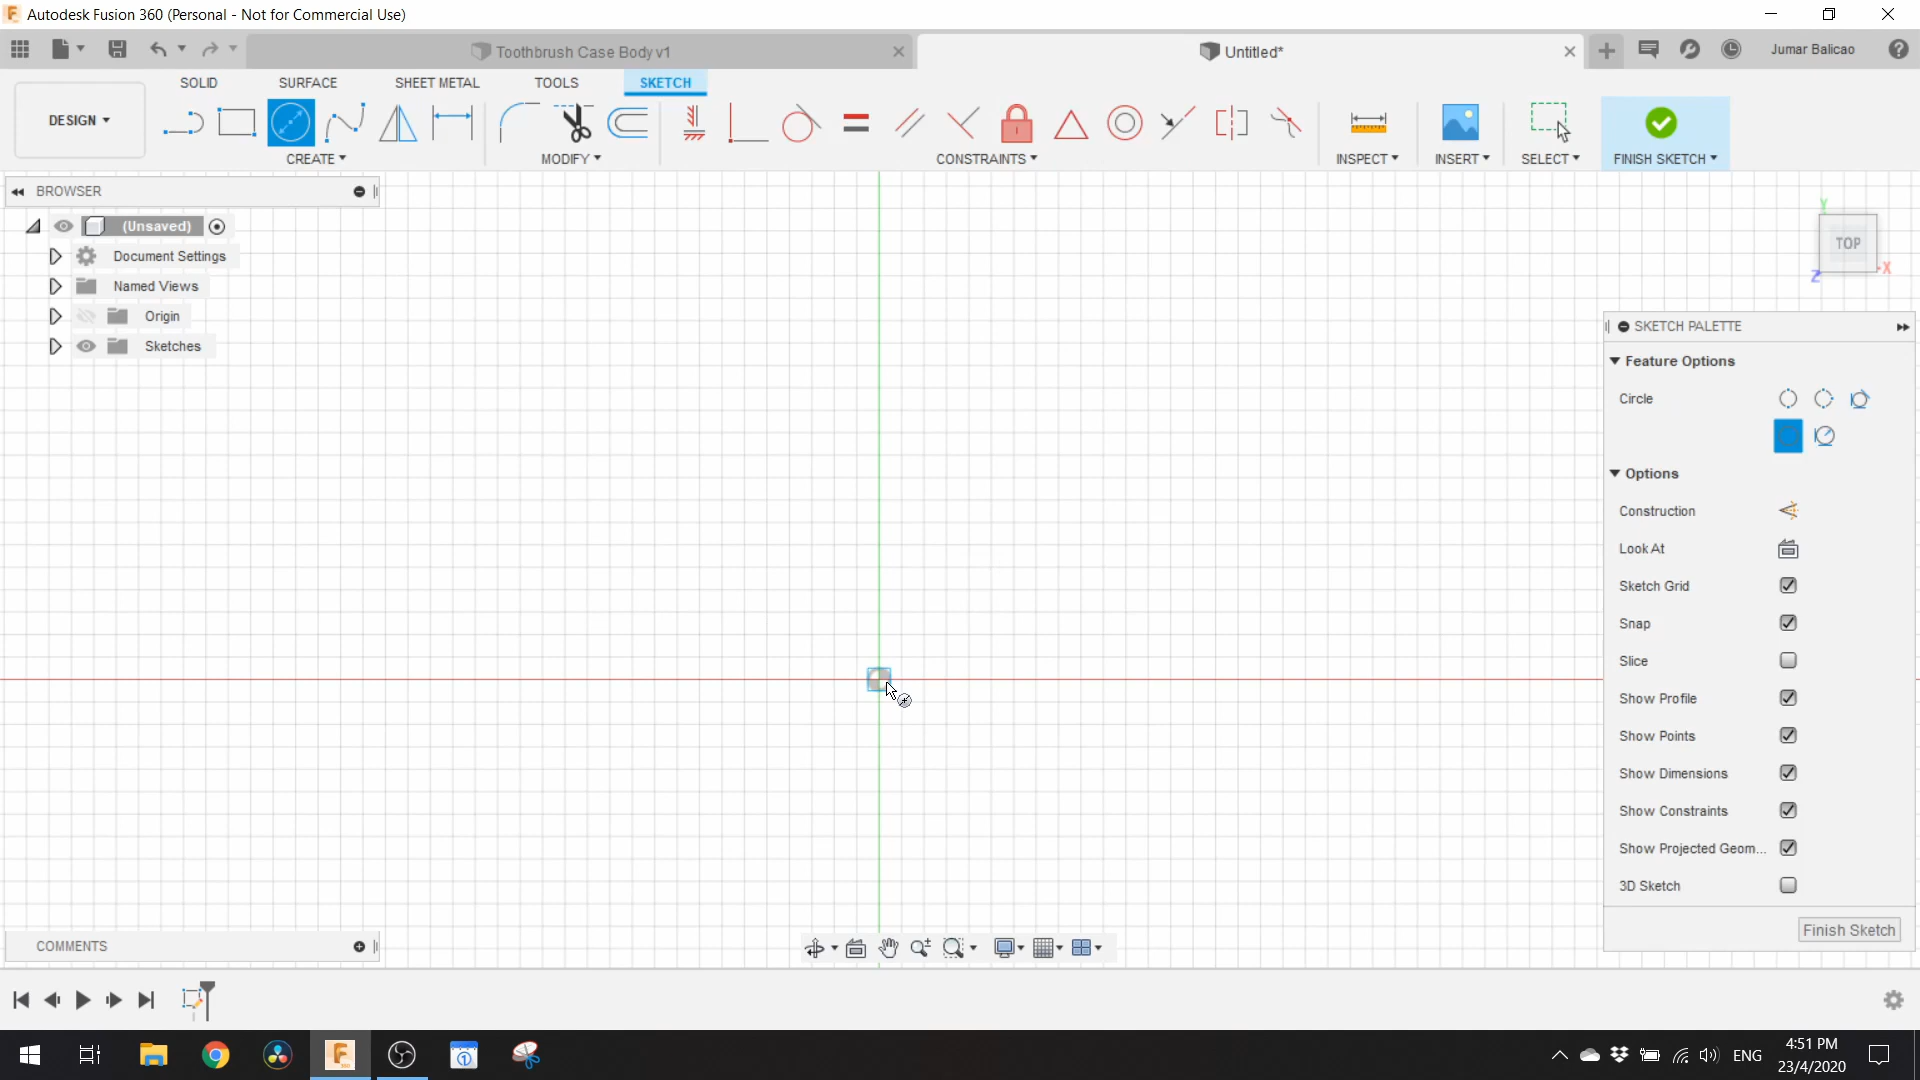 Autodesk Fusion 360 (Personal - Not for Commercial Use)
Toothbrush Case Body v1
Untitled*
Jumar Balicao
DESIGN
SOLID
SURFACE
SHEET METAL
TOOLS
SKETCH
CREATE
MODIFY
CONSTRAINTS
INSPECT
INSERT
SELECT
FINISH SKETCH
BROWSER
(Unsaved)
Document Settings
Named Views
Origin
Sketches
Y
TOP
X
Z
SKETCH PALETTE
Feature Options
Circle
Options
Construction
Look At
Sketch Grid
Snap
Slice
Show Profile
Show Points
Show Dimensions
Show Constraints
Show Projected Geom...
3D Sketch
Finish Sketch
COMMENTS
ENG
4:51 PM
23/4/2020